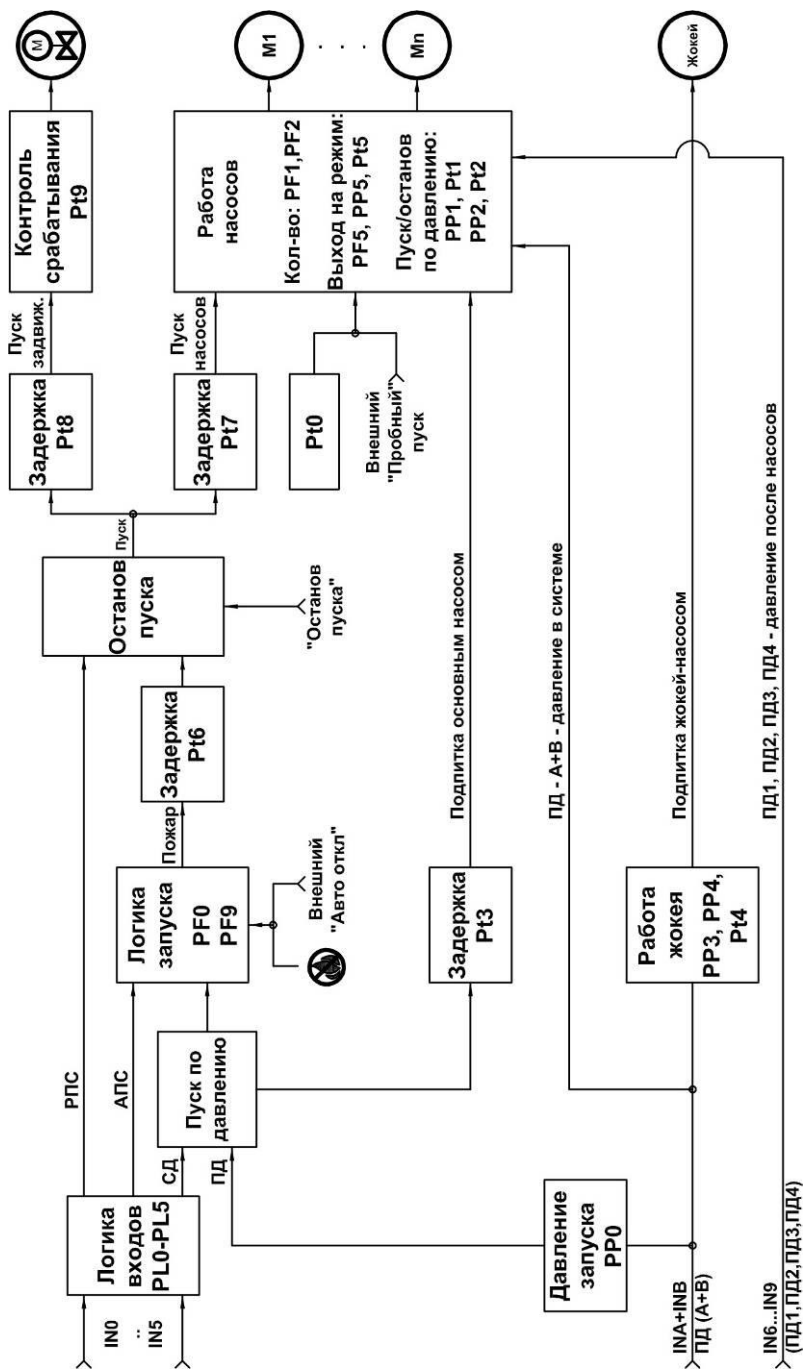 IN0
..
IN5
Логика
входов
PL0-PL5
РПС
АПС
СД
ПД
Пуск по
давлению
Логика
запуска
PF0
PF9
Внешний
"Авто откл"
Пожар
Задержка
Pt6
Останов
пуска
"Останов
пуска"
Пуск
Задержка
Pt8
Пуск
задвиж.
Контроль
срабатывания
Pt9
М
Задержка
Pt7
Пуск
насосов
Pt0
Внешний
"Пробный"
пуск
Работа
насосов
Кол-во: PF1,PF2
Выход на режим:
PF5, PP5, Pt5
Пуск/останов
по давлению:
PP1, Pt1
PP2, Pt2
М1
. . .
Мn
Задержка
Pt3
Подпитка основным насосом
Давление
запуска
PP0
ПД - А+В - давление в системе
INA+INB
ПД (А+В)
Работа
жокея
PP3, PP4,
Pt4
Подпитка жокей-насосом
Жокей
IN6...IN9
(ПД1,ПД2,ПД3,ПД4)
ПД1, ПД2, ПД3, ПД4 - давление после насосов